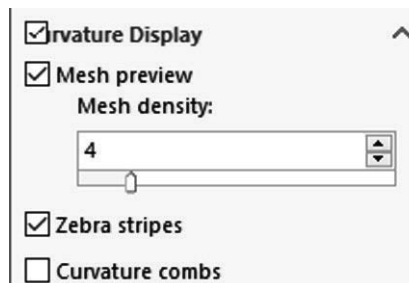 rvature Display
Mesh preview
Mesh density:
4
Zebra stripes
Curvature combs